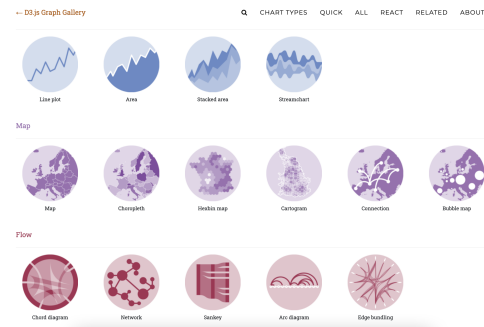 ← D3.js Graph Gallery
CHART TYPES QUICK ALL REACT RELATED ABOUT
Line plot Area Stacked area Streamchart
Map
Map Choropleth Hexbin map Cartogram Connection Bubble map
Flow
Chord diagram Network Sankey Arc diagram Edge bundling